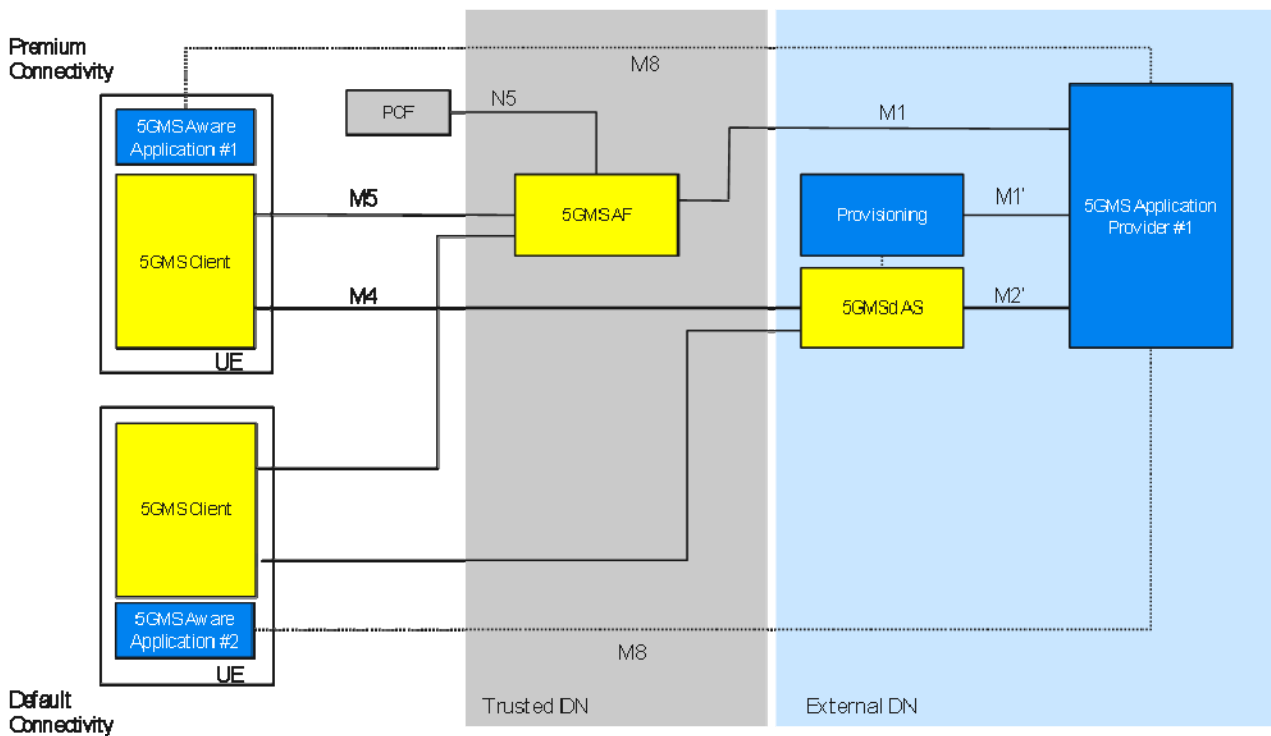 Premium
Connectivity
M8
5GMS Aware
Application #1
PCF
N5
M1
5GMS Client
M5
5GMS AF
Provisioning
M1'
5GMS Application
Provider #1
M4
5GMSd AS
M2'
UE
5GMS Client
5GMS Aware
Application #2
UE
M8
Default
Connectivity
Trusted DN
External DN